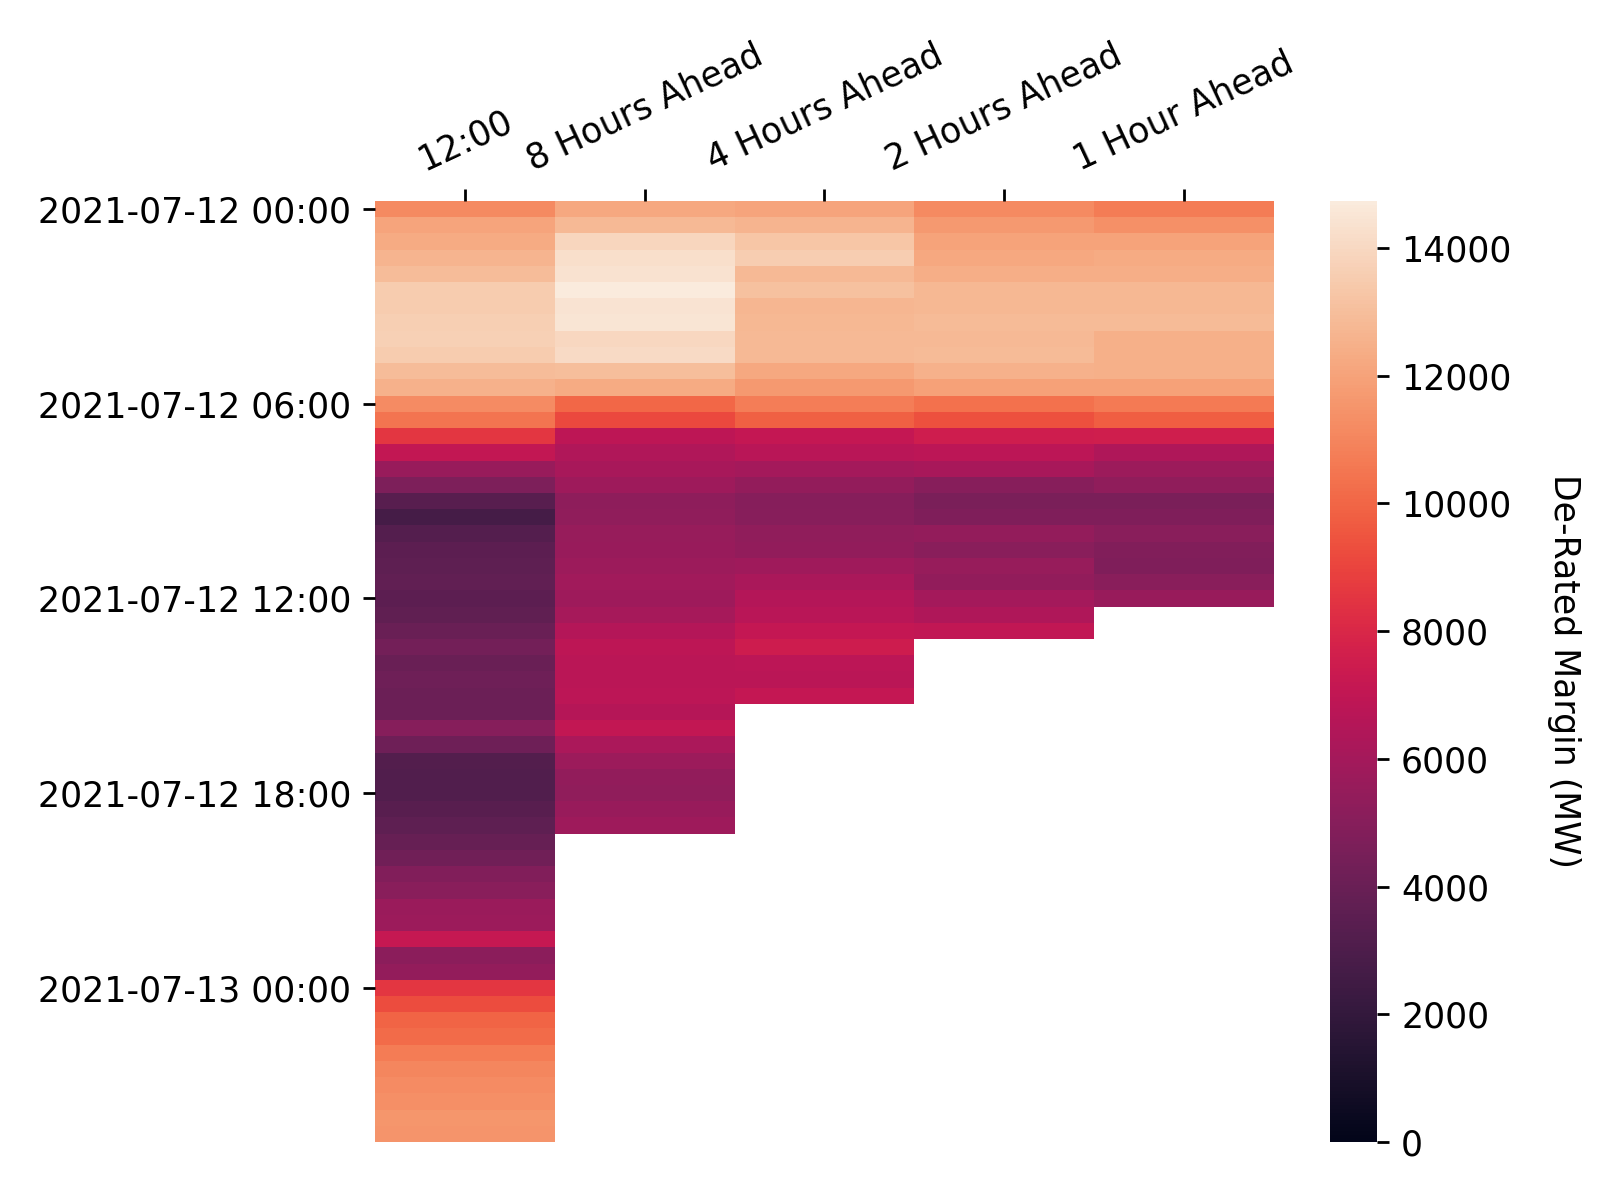 12:00
8 Hours Ahead
4 Hours Ahead
2 Hours Ahead
1 Hour Ahead
2021-07-12 00:00
2021-07-12 06:00
2021-07-12 12:00
2021-07-12 18:00
2021-07-13 00:00
14000
12000
10000
8000
6000
4000
2000
0
De-Rated Margin (MW)